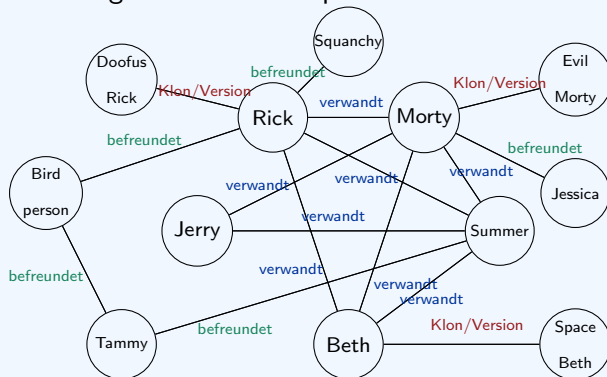 Squanchy
Doofus
Rick
Evil
Morty
befreundet
Klon/Version
Klon/Version
verwandt
Rick
Morty
befreundet
befreundet
Bird
person
verwandt
verwandt
verwandt
Jessica
verwandt
Jerry
Summer
verwandt
befreundet
verwandt
verwandt
befreundet
Klon/Version
Tammy
Beth
Space
Beth